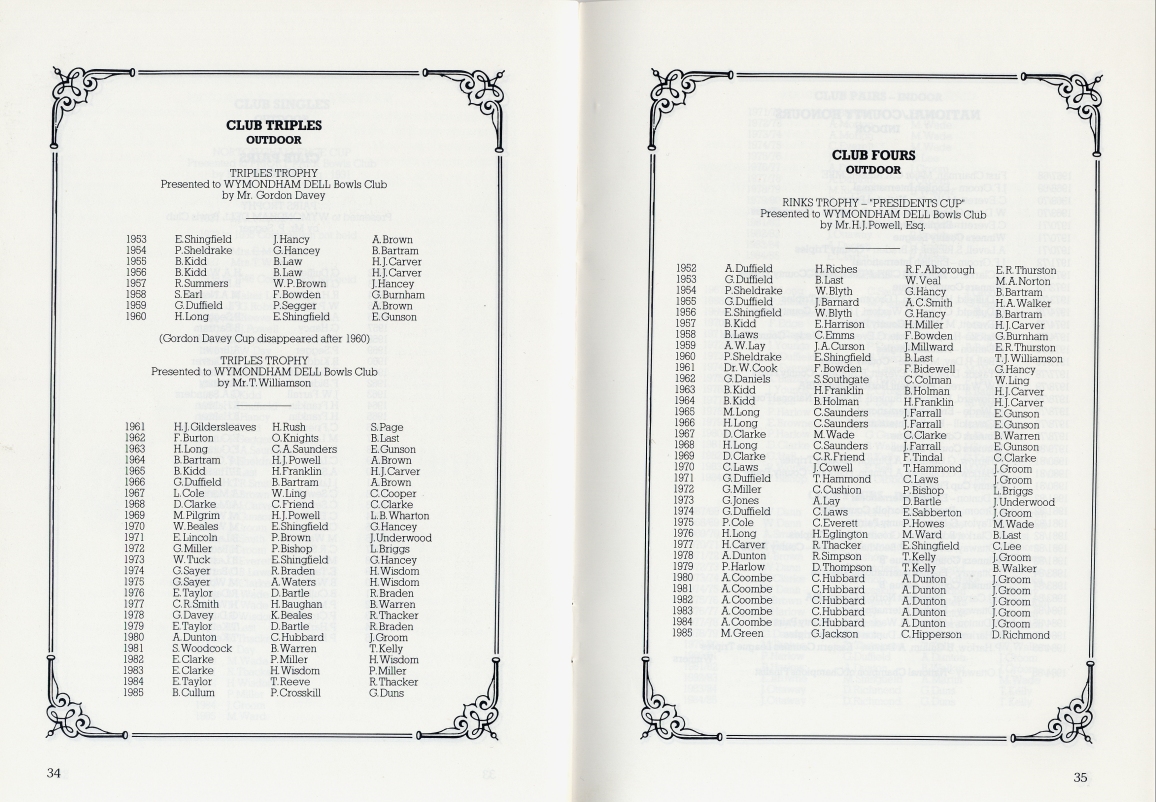 CLUB TRIPLES
OUTDOOR
TRIPLES TROPHY
Presented to WYMONDHAM DELL Bowls Club
by Mr. Gordon Davey
1953 E.Shingfield J.Hancy A.Brown
1954 P.Sheldrake G.Hancey B.Bartram
1955 B.Kidd B.Law H.J.Carver
1956 B.Kidd B.Law H.J.Carver
1957 R.Summers W.P.Brown J.Hancey
1958 S.Earl F.Bowden G.Burnham
1959 G.Duffield P.Segger A.Brown
1960 H.Long E.Shingfield E.Gunson
(Gordon Davey Cup disappeared after 1960)
TRIPLES TROPHY
Presented to WYMONDHAM DELL Bowls Club
by Mr.T.Williamson
1961 H.J.Gildersleaves H.Rush S.Page
1962 F.Burton O.Knights B.Last
1963 H.Long C.A.Saunders E.Gunson
1964 B.Bartram H.J.Powell A.Brown
1965 B.Kidd H.Franklin H.J.Carver
1966 G.Duffield B.Bartram A.Brown
1967 L.Cole W.Ling C.Cooper
1968 D.Clarke C.Friend C.Clarke
1969 M.Pilgrim H.J.Powell L.B.Wharton
1970 W.Beales E.Shingfield G.Hancey
1971 E.Lincoln P.Brown J.Underwood
1972 G.Miller P.Bishop L.Briggs
1973 W.Tuck E.Shingfield G.Hancey
1974 G.Sayer R.Braden H.Wisdom
1975 G.Sayer A.Waters H.Wisdom
1976 E.Taylor D.Bartle R.Braden
1977 C.R.Smith H.Baughan B.Warren
1978 G.Davey K.Beales R.Thacker
1979 E.Taylor D.Bartle R.Braden
1980 A.Dunton C.Hubbard J.Groom
1981 S.Woodcock B.Warren T.Kelly
1982 E.Clarke P.Miller H.Wisdom
1983 E.Clarke H.Wisdom P.Miller
1984 E.Taylor T.Reeve R.Thacker
1985 B.Cullum P.Crosskill G.Duns
34
CLUB FOURS
OUTDOOR
RINKS TROPHY – "PRESIDENTS CUP"
Presented to WYMONDHAM DELL Bowls Club
by Mr.H.J.Powell, Esq.
1952 A.Duffield H.Riches R.F.Alborough E.R.Thurston
1953 G.Duffield B.Last W.Veal M.A.Norton
1954 P.Sheldrake W.Blyth G.Hancy B.Bartram
1955 G.Duffield J.Barnard A.C.Smith H.A.Walker
1956 E.Shingfield W.Blyth G.Hancy B.Bartram
1957 B.Kidd E.Harrison H.Miller H.J.Carver
1958 B.Laws C.Emms F.Bowden G.Burnham
1959 A.W.Lay J.A.Curson J.Millward E.R.Thurston
1960 P.Sheldrake E.Shingfield B.Last T.J.Williamson
1961 Dr.W.Cook F.Bowden F.Bidewell G.Hancy
1962 G.Daniels S.Southgate C.Colman W.Ling
1963 B.Kidd H.Franklin B.Holman H.J.Carver
1964 B.Kidd B.Holman H.Franklin H.J.Carver
1965 M.Long C.Saunders J.Farrall E.Gunson
1966 H.Long C.Saunders J.Farrall E.Gunson
1967 D.Clarke M.Wade C.Clarke B.Warren
1968 H.Long C.Saunders J.Farrall E.Gunson
1969 D.Clarke C.R.Friend F.Tindal C.Clarke
1970 C.Laws J.Cowell T.Hammond J.Groom
1971 G.Duffield T.Hammond C.Laws J.Groom
1972 G.Miller C.Cushion P.Bishop L.Briggs
1973 G.Jones A.Lay D.Bartle J.Underwood
1974 G.Duffield C.Laws E.Sabberton J.Groom
1975 P.Cole C.Everett P.Howes M.Wade
1976 H.Long H.Eglington M.Ward B.Last
1977 H.Carver R.Thacker E.Shingfield C.Lee
1978 A.Dunton R.Simpson T.Kelly J.Groom
1979 P.Harlow D.Thompson T.Kelly B.Walker
1980 A.Coombe C.Hubbard A.Dunton J.Groom
1981 A.Coombe C.Hubbard A.Dunton J.Groom
1982 A.Coombe C.Hubbard A.Dunton J.Groom
1983 A.Coombe C.Hubbard A.Dunton J.Groom
1984 A.Coombe C.Hubbard A.Dunton J.Groom
1985 M.Green G.Jackson C.Hipperson D.Richmond
35